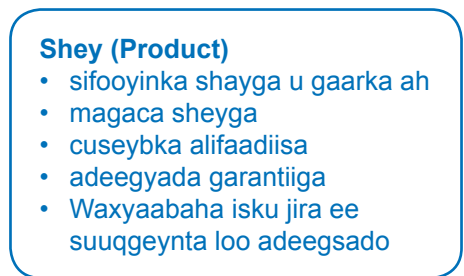 Shey (Product)
• sifooyinka shayga u gaarka ah
• magaca sheyga
• cuseybka alifaadiisa
• adeegyada garantiiga
• Waxyaabaha isku jira ee
suuqgeynta loo adeegsado